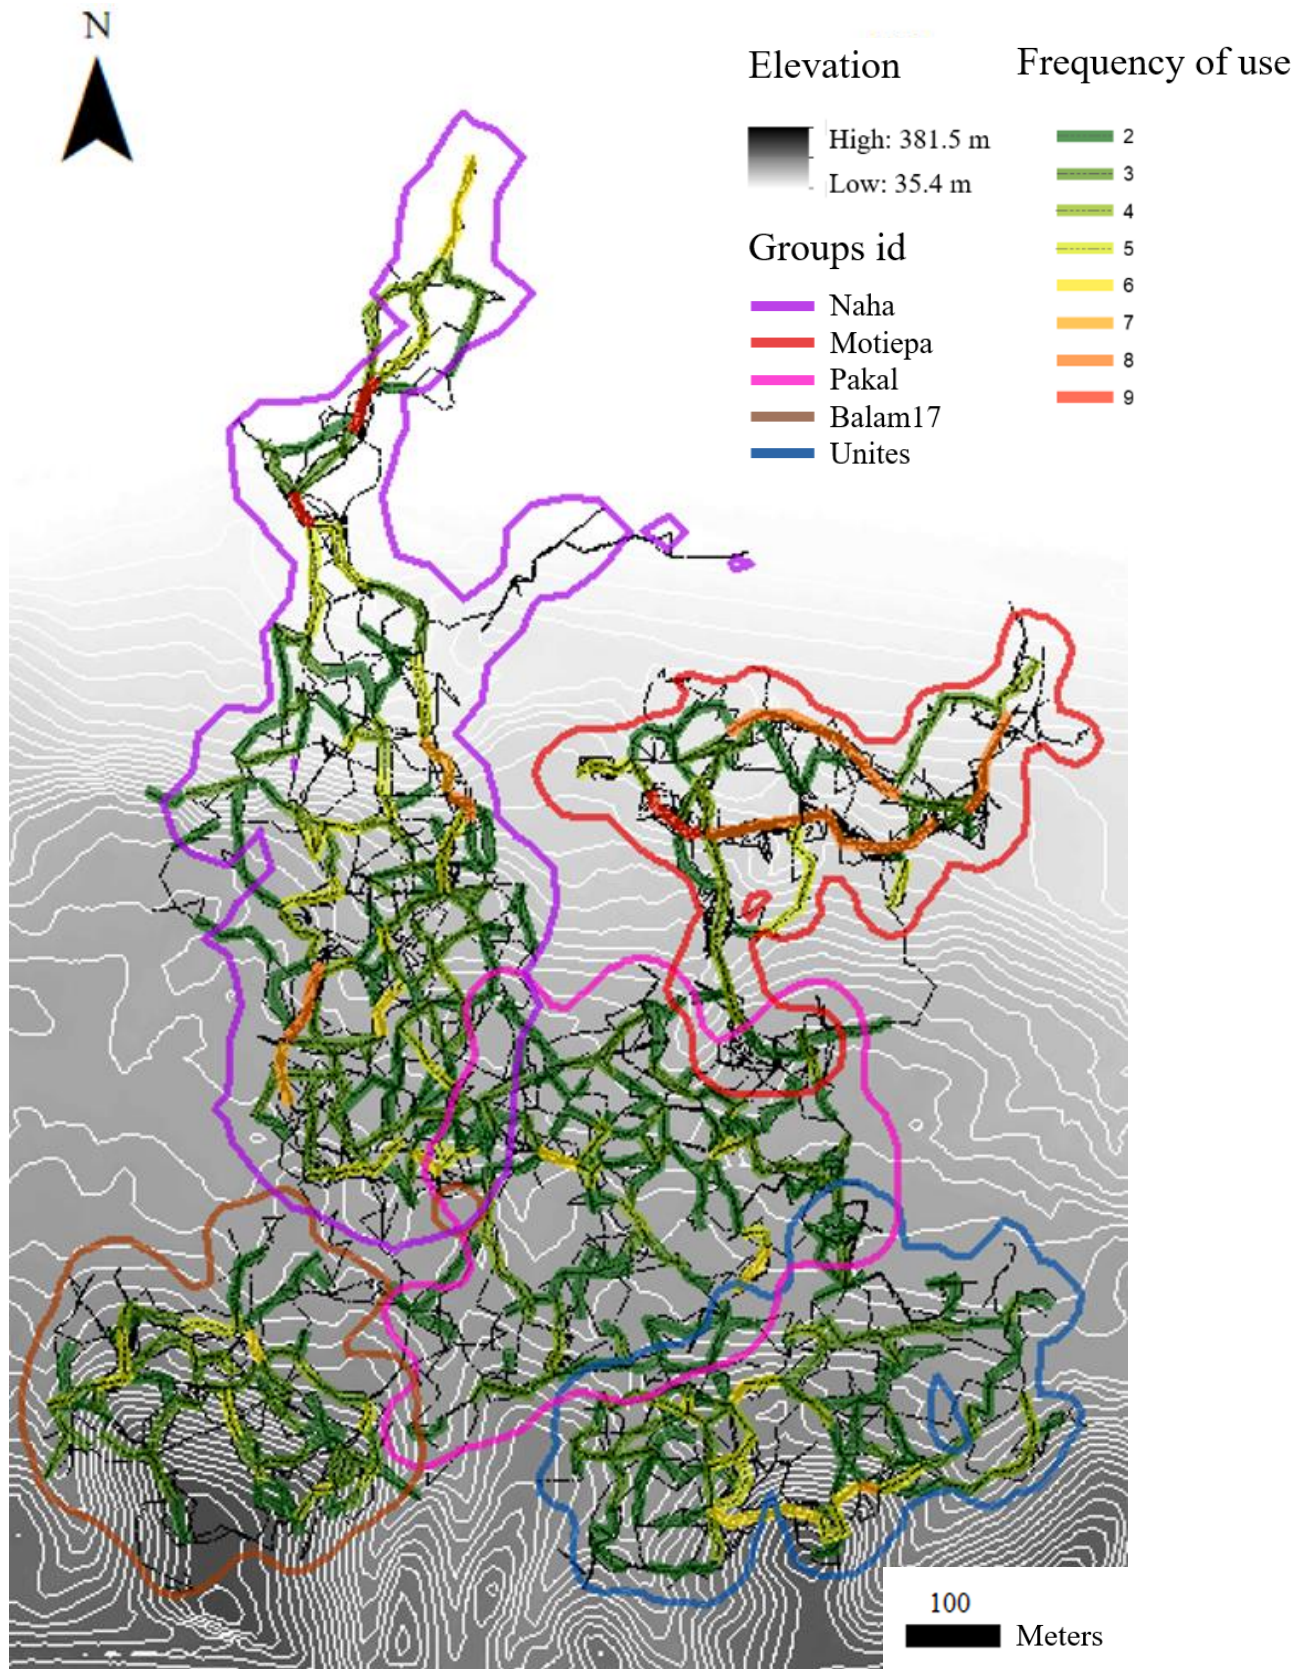 N
Elevation
High: 381.5 m
Low: 35.4 m
Groups id
Naha
Motiepa
Pakal
Balam17
Unites
Frequency of use
2
3
4
5
6
7
8
9
100
Meters